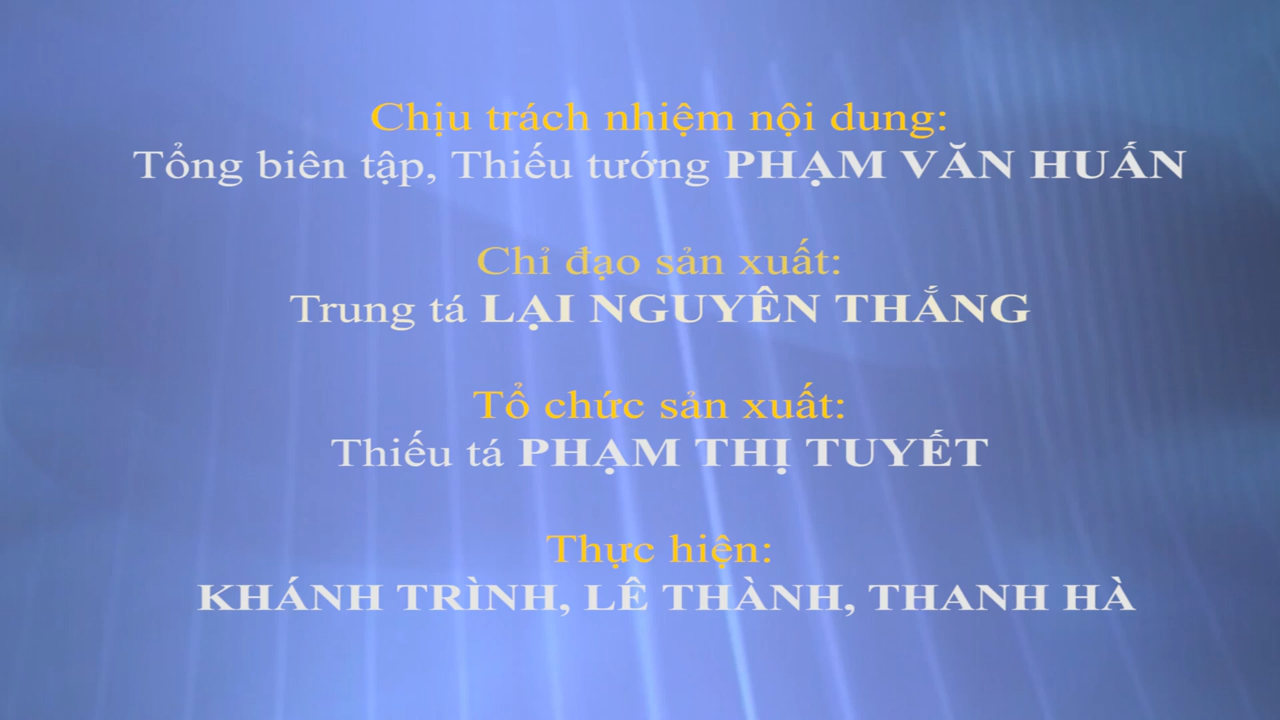 Chịu trách nhiệm nội dung:
Tổng biên tập, Thiếu tướng PHẠM VĂN HUẤN
Chỉ đạo sản xuất:
Trung tá LẠI NGUYÊN THẮNG
Tổ chức sản xuất:
Thiếu tá PHẠM THỊ TUYẾT
Thực hiện:
KHÁNH TRÌNH, LÊ THÀNH, THANH HÀ